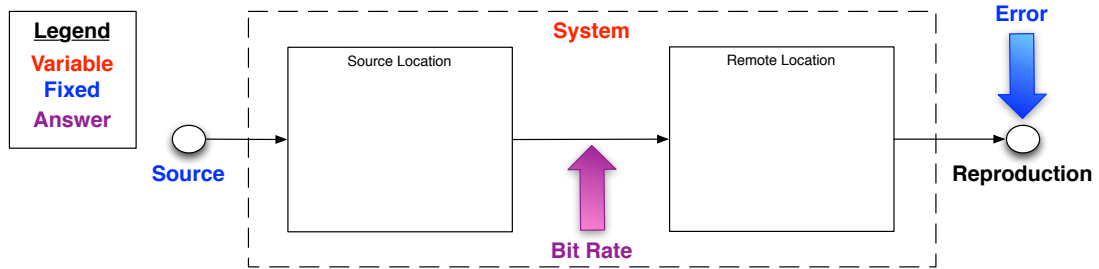 Legend
Variable
Fixed
Answer
Source
System
Source Location
Remote Location
Bit Rate
Error
Reproduction